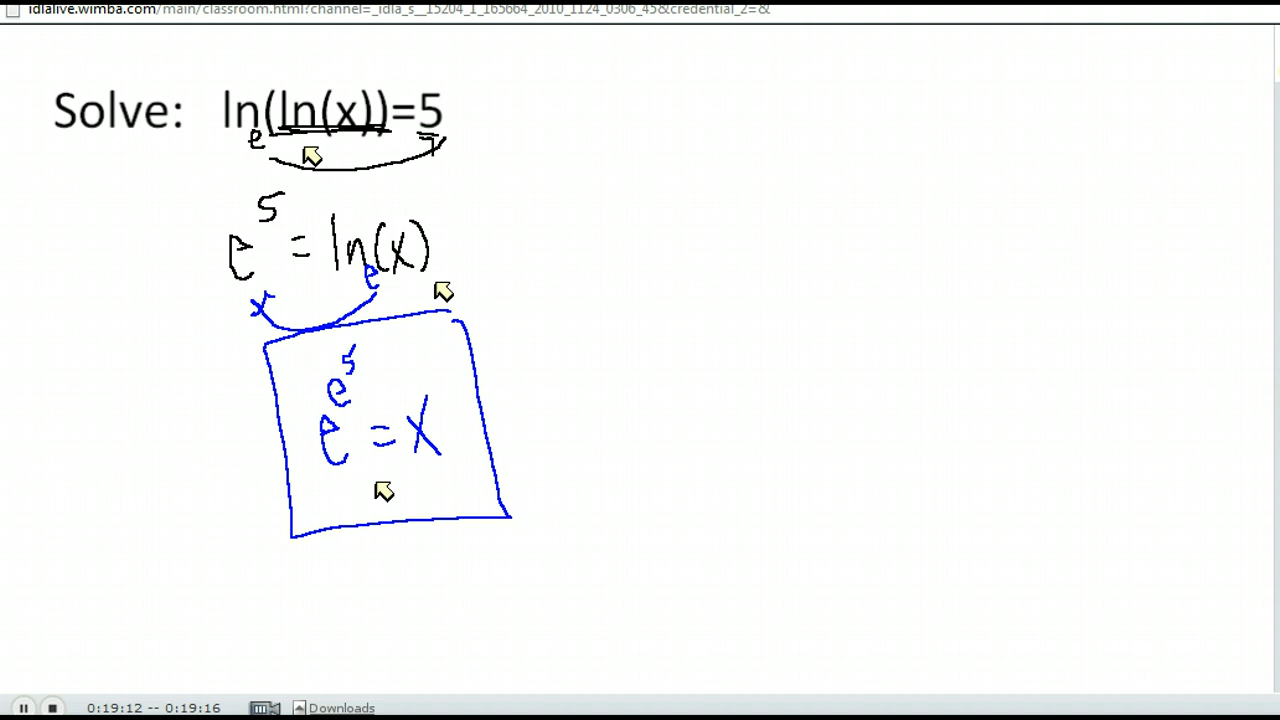 idlalive.wimba.com/main/classroom.html?channel=_idla_s__15204_1_165664_2010_1124_0306_45&credential_2=&
Solve: ln(ln(x))=5
e
e^5 = ln(x)
x e
e^e^5 = x
0:19:12 -- 0:19:16 Downloads